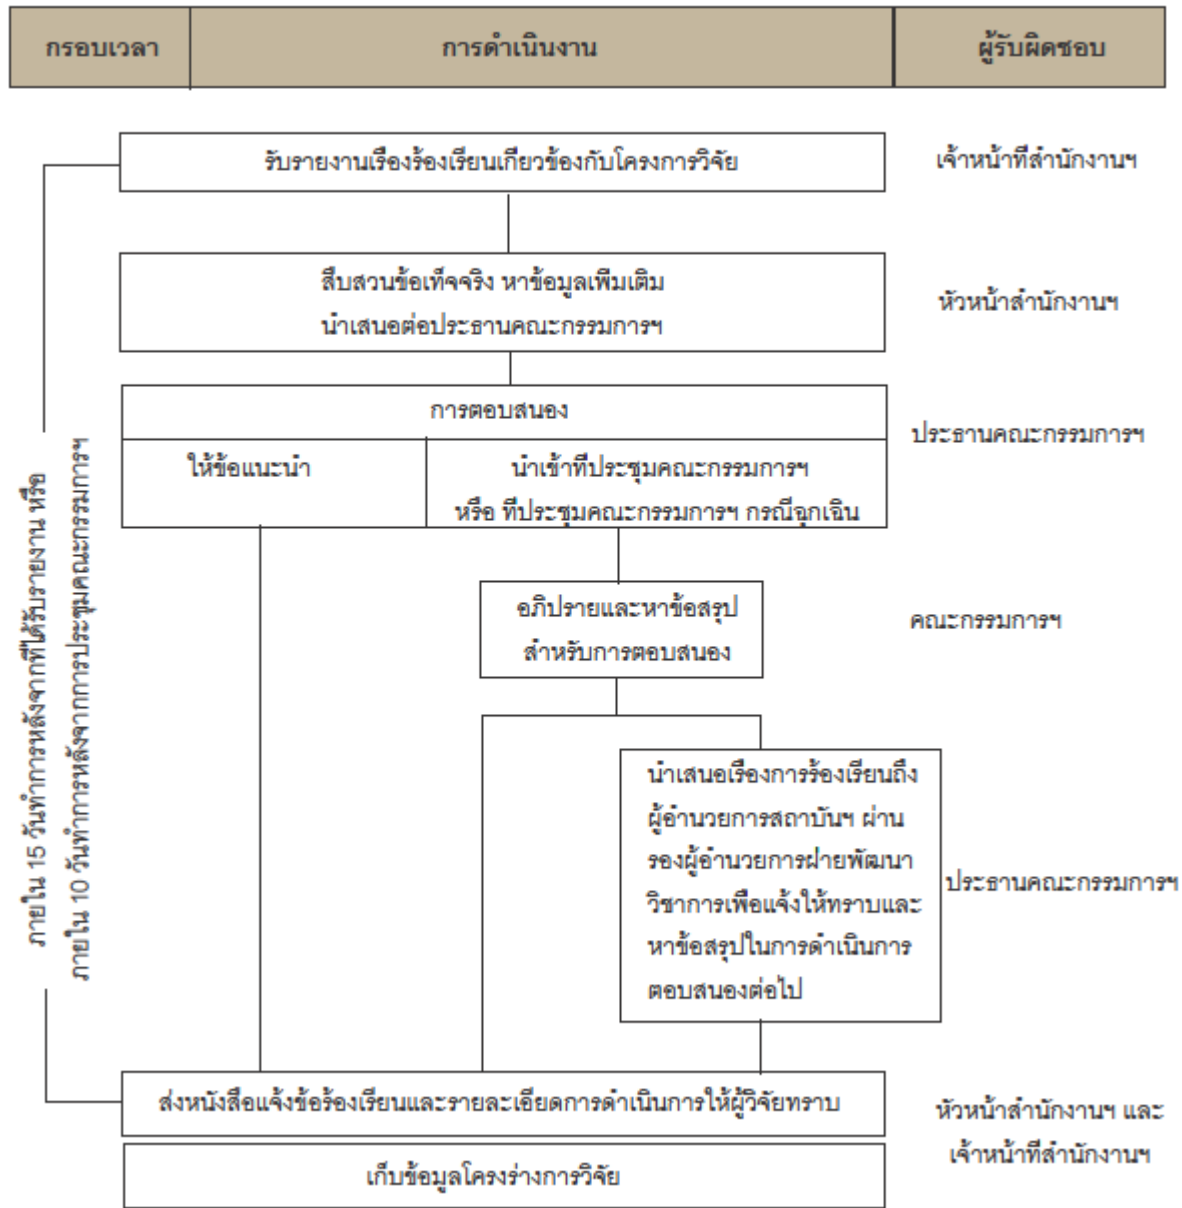 กรอบเวลา
การดำเนินงาน
ผู้รับผิดชอบ
รับรายงานเรื่องร้องเรียนเกี่ยวข้องกับโครงการวิจัย
เจ้าหน้าที่สำนักงานฯ
สืบสวนข้อเท็จจริง หาข้อมูลเพิ่มเติม
นำเสนอต่อประธานคณะกรรมการฯ
หัวหน้าสำนักงานฯ
การตอบสนอง
ประธานคณะกรรมการฯ
ให้ข้อแนะนำ
นำเข้าที่ประชุมคณะกรรมการฯ
หรือ ที่ประชุมคณะกรรมการฯ กรณีฉุกเฉิน
ภายใน 15 วันทำการหลังจากที่ได้รับรายงาน หรือ
ภายใน 10 วันทำการหลังจากการประชุมคณะกรรมการฯ
อภิปรายและหาข้อสรุป
สำหรับการตอบสนอง
คณะกรรมการฯ
นำเสนอเรื่องการร้องเรียนถึง
ผู้อำนวยการสถาบันฯ ผ่าน
รองผู้อำนวยการฝ่ายพัฒนา
วิชาการเพื่อแจ้งให้ทราบและ
หาข้อสรุปในการดำเนินการ
ตอบสนองต่อไป
ประธานคณะกรรมการฯ
ส่งหนังสือแจ้งข้อร้องเรียนและรายละเอียดการดำเนินการให้ผู้วิจัยทราบ
หัวหน้าสำนักงานฯ และ
เจ้าหน้าที่สำนักงานฯ
เก็บข้อมูลโครงร่างการวิจัย